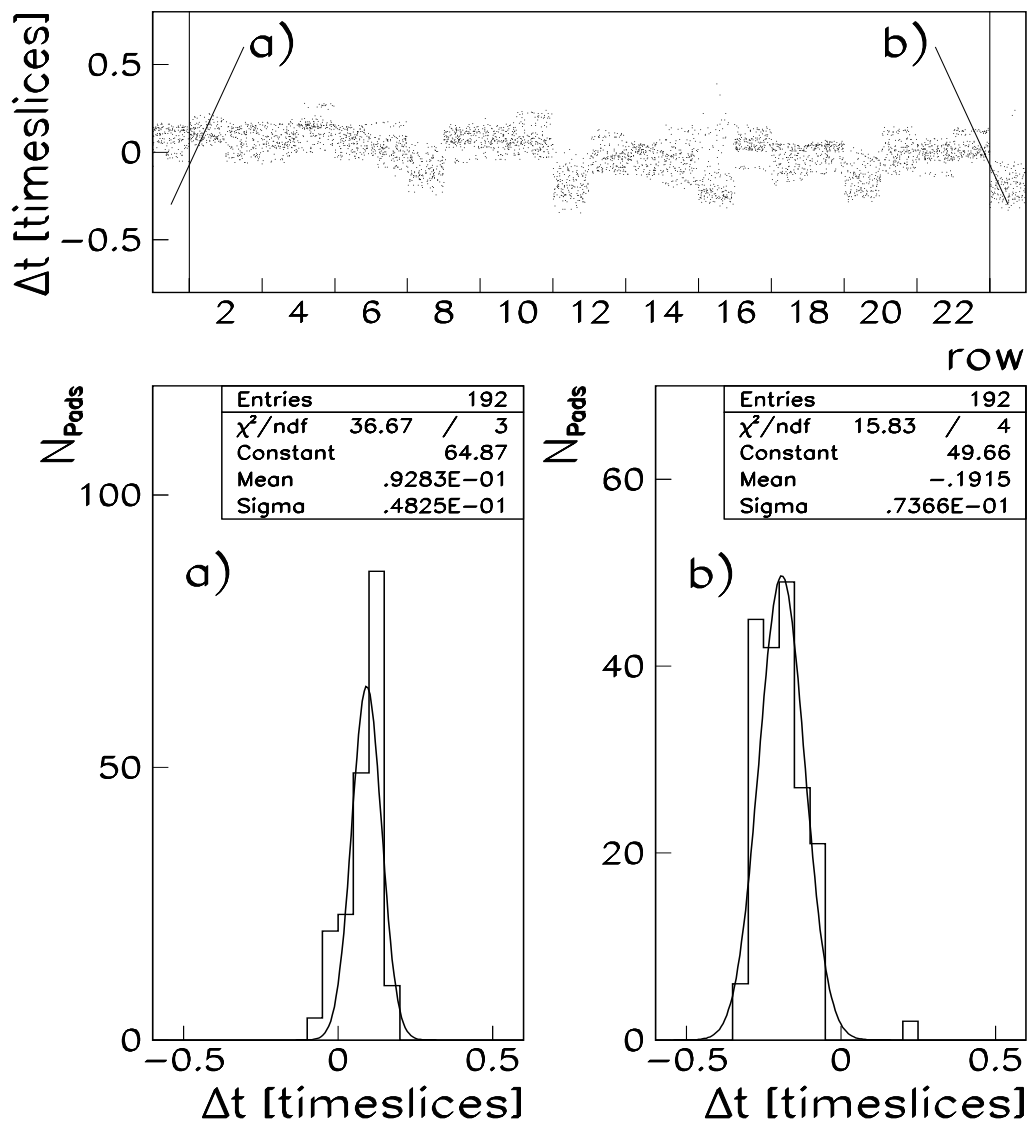 Δt [timeslices]
0.5
0
−0.5
a)
b)
2 4 6 8 10 12 14 16 18 20 22
row
N Pads
100
50
0
Entries 192
χ²/ndf 36.67 / 3
Constant 64.87
Mean .9283E−01
Sigma .4825E−01
a)
−0.5 0 0.5
Δt [timeslices]
N Pads
60
40
20
0
Entries 192
χ²/ndf 15.83 / 4
Constant 49.66
Mean −.1915
Sigma .7366E−01
b)
−0.5 0 0.5
Δt [timeslices]